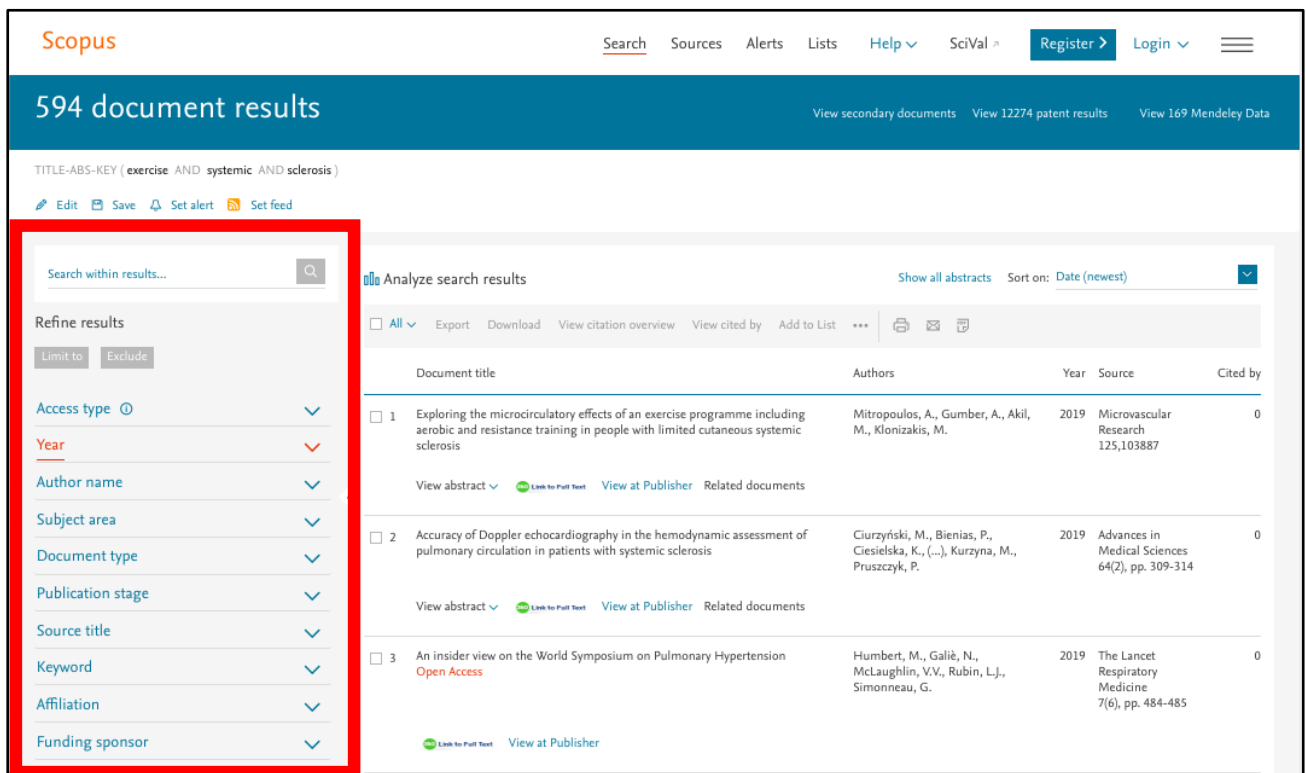 Scopus
Search Sources Alerts Lists Help SciVal Register Login
594 document results
View secondary documents View 12274 patent results View 169 Mendeley Data
TITLE-ABS-KEY ( exercise AND systemic AND sclerosis )
Edit Save Set alert Set feed
Search within results...
Refine results
Limit to Exclude
Access type
Year
Author name
Subject area
Document type
Publication stage
Source title
Keyword
Affiliation
Funding sponsor
Analyze search results
Show all abstracts Sort on: Date (newest)
All Export Download View citation overview View cited by Add to List •••
Document title Authors Year Source Cited by
1 Exploring the microcirculatory effects of an exercise programme including Mitropoulos, A., Gumber, A., Akil, 2019 Microvascular 0
aerobic and resistance training in people with limited cutaneous systemic M., Klonizakis, M. Research
sclerosis 125,103887
View abstract 360 Link to Full Text View at Publisher Related documents
2 Accuracy of Doppler echocardiography in the hemodynamic assessment of Ciurzyński, M., Bienias, P., 2019 Advances in 0
pulmonary circulation in patients with systemic sclerosis Ciesielska, K., (...), Kurzyna, M., Medical Sciences
Pruszczyk, P. 64(2), pp. 309-314
View abstract 360 Link to Full Text View at Publisher Related documents
3 An insider view on the World Symposium on Pulmonary Hypertension Humbert, M., Galiè, N., 2019 The Lancet 0
Open Access McLaughlin, V.V., Rubin, L.J., Respiratory
Simonneau, G. Medicine
7(6), pp. 484-485
360 Link to Full Text View at Publisher